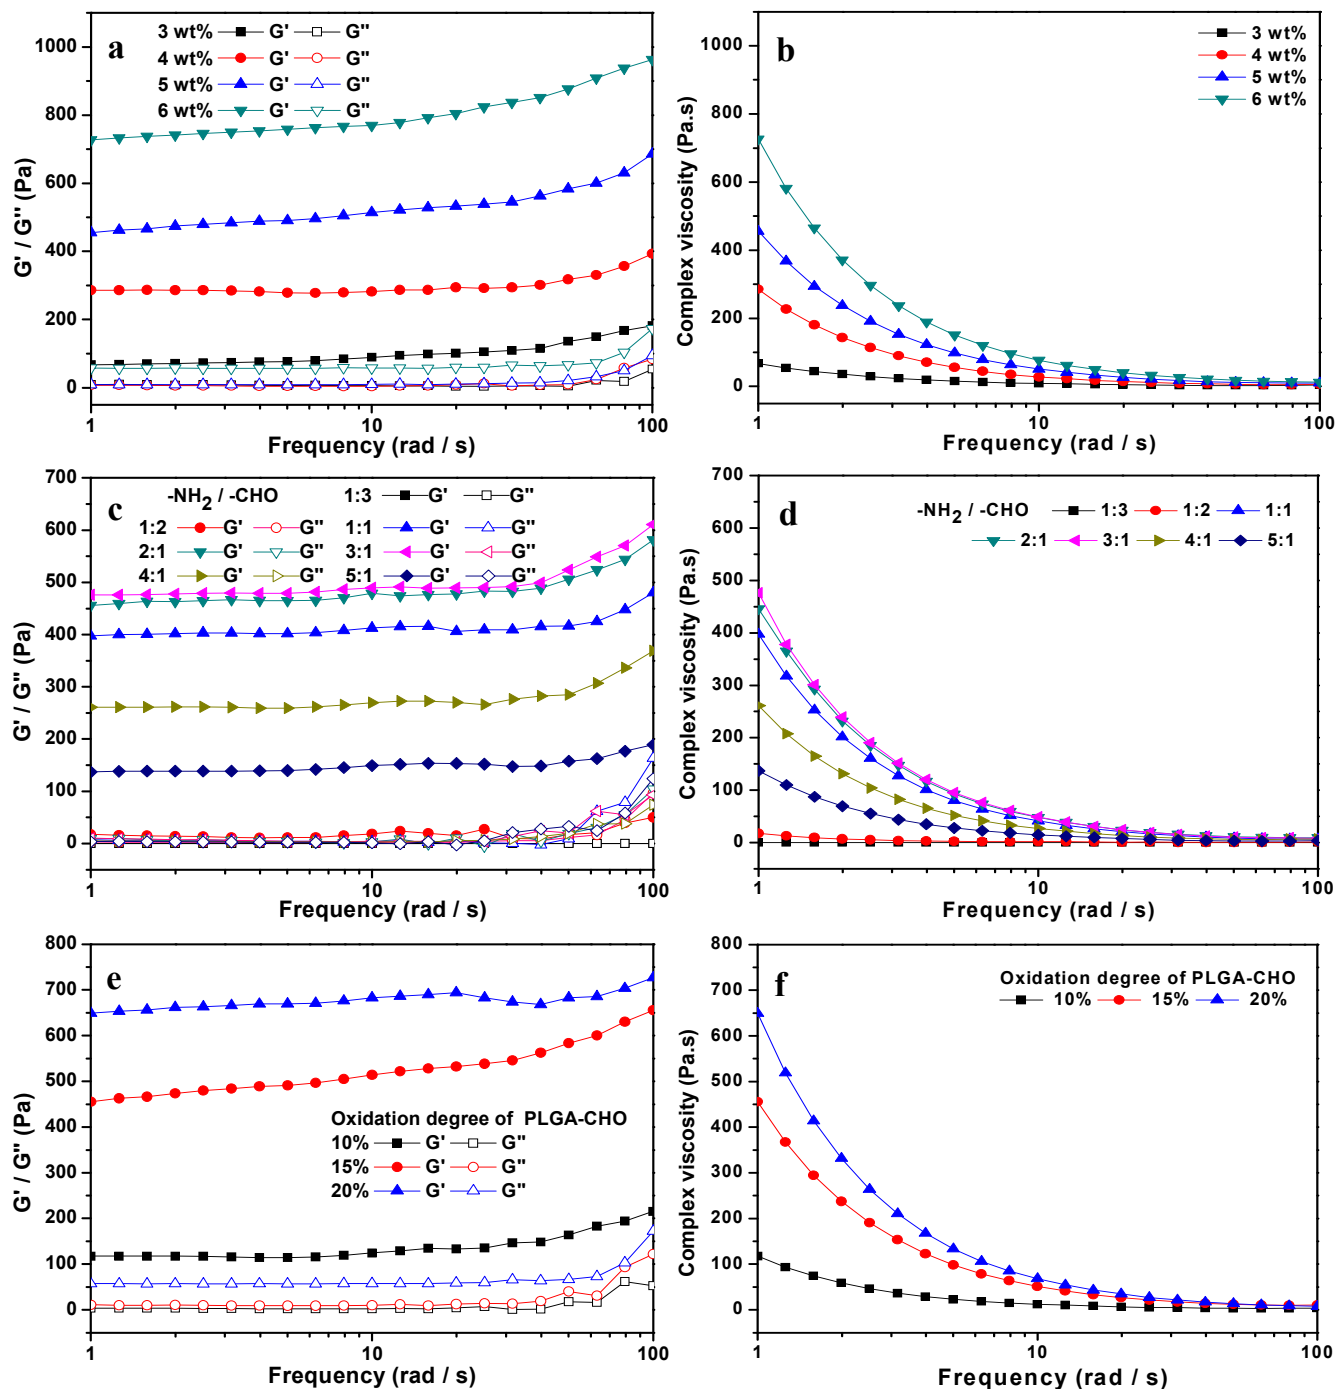 a
3 wt% G' G''
4 wt% G' G''
5 wt% G' G''
6 wt% G' G''
1000
800
600
400
200
0
G' / G'' (Pa)
1 10 100
Frequency (rad / s)
b
3 wt%
4 wt%
5 wt%
6 wt%
1000
800
600
400
200
0
Complex viscosity (Pa.s)
1 10 100
Frequency (rad / s)
c
-NH2 / -CHO 1:3 G' G''
1:2 G' G'' 1:1 G' G''
2:1 G' G'' 3:1 G' G''
4:1 G' G'' 5:1 G' G''
700
600
500
400
300
200
100
0
G' / G'' (Pa)
1 10 100
Frequency (rad / s)
d
-NH2 / -CHO 1:3 1:2 1:1
2:1 3:1 4:1 5:1
700
600
500
400
300
200
100
0
Complex viscosity (Pa.s)
1 10 100
Frequency (rad / s)
e
Oxidation degree of PLGA-CHO
10% G' G''
15% G' G''
20% G' G''
800
700
600
500
400
300
200
100
0
G' / G'' (Pa)
1 10 100
Frequency (rad / s)
f
Oxidation degree of PLGA-CHO
10% 15% 20%
800
700
600
500
400
300
200
100
0
Complex viscosity (Pa.s)
1 10 100
Frequency (rad / s)